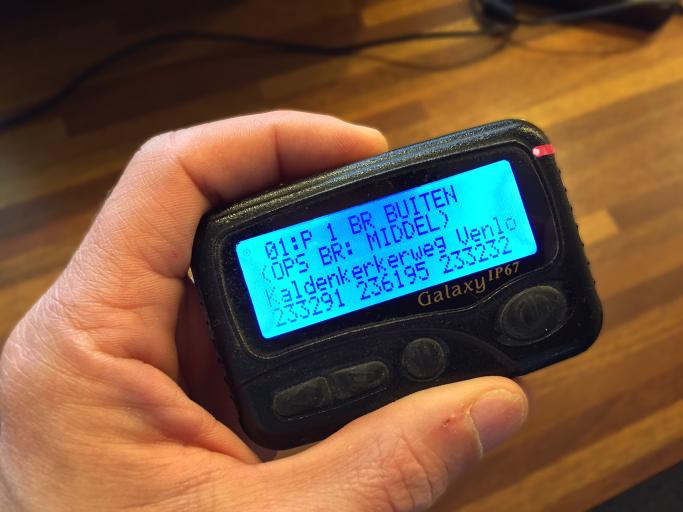 01:P 1 BR BUITEN
(OPS BR: MIDDEL)
Kaldenkerkerweg Venlo
233291 236195 233232
Galaxy IP67